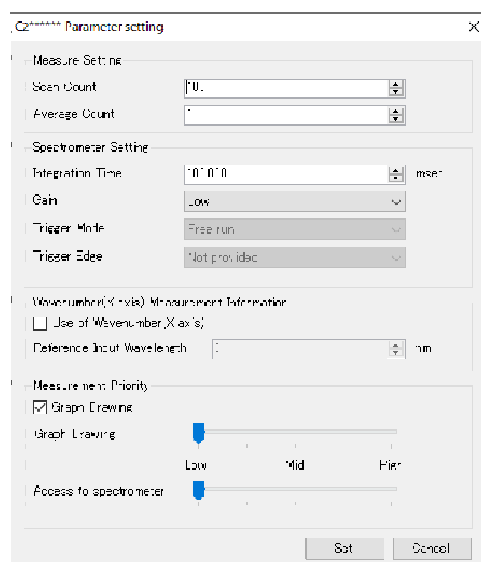 C2****** Parameter setting
Measure Setting
Scan Count
Average Count
Spectrometer Setting
Integration Time msec
Gain Low
Trigger Mode Free run
Trigger Edge Not provided
Wavenumber(X axis) Measurement Information
Use of Wavenumber(X axis)
Reference Input Wavelength nm
Measurement Priority
Graph Drawing
Graph Drawing
Low Mid High
Access to spectrometer
Set Cancel